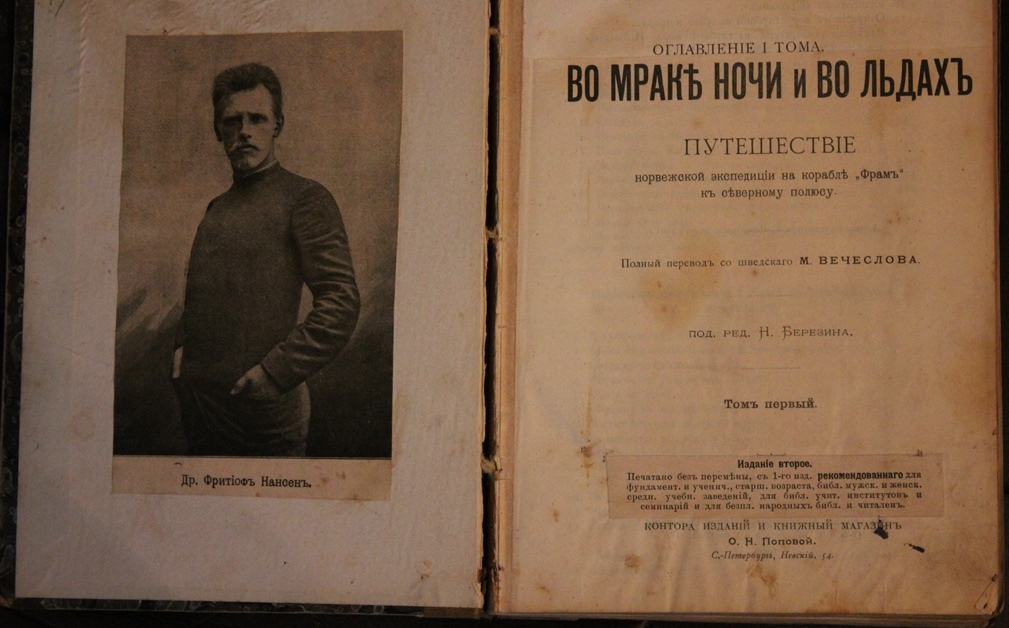 Др. Фритіофъ Нансенъ.
ОГЛАВЛЕНІЕ I ТОМА.
ВО МРАКѢ НОЧИ и ВО ЛЬДАХЪ
ПУТЕШЕСТВІЕ
норвежской экспедиціи на кораблѣ „Фрамъ“
къ сѣверному полюсу.
Полный переводъ со шведскаго М. ВЕЧЕСЛОВА.
ПОД. РЕД. Н. БЕРЕЗИНА.
Томъ первый.
Изданіе второе.
Печатано безъ персмѣны, съ 1-го изд. рекомендованнаго для
фундамент. и ученич., старш. возраста, библ. мужск. и женск.
средн. учебн. заведеній, для библ. учит. институтовъ и
семинарій и для безпл. народныхъ библ. и читалень.
КОНТОРА ИЗДАНІЙ И КНИЖНЫЙ МАГАЗИНЪ
О. Н. Поповой.
С.-Петербургъ, Невскій, 54.